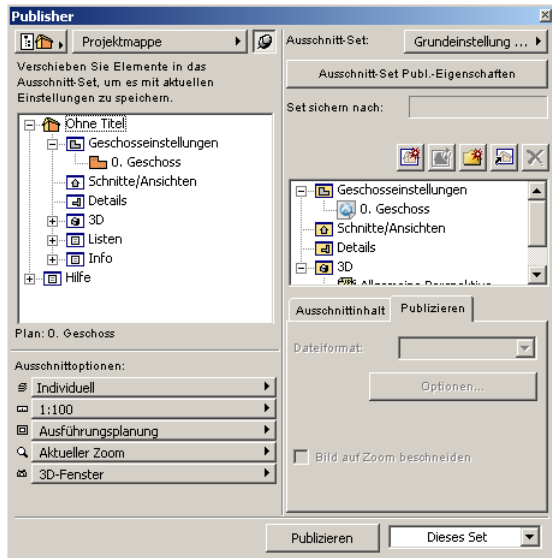 Publisher
Projektmappe
Verschieben Sie Elemente in das
Ausschnitt-Set, um es mit aktuellen
Einstellungen zu speichern.
Ohne Titel
Geschosseinstellungen
0. Geschoss
Schnitte/Ansichten
Details
3D
Listen
Info
Hilfe
Plan: 0. Geschoss
Ausschnittoptionen:
Individuell
1:100
Ausführungsplanung
Aktueller Zoom
3D-Fenster
Ausschnitt-Set:
Grundeinstellung ...
Ausschnitt-Set Publ.-Eigenschaften
Set sichern nach:
Geschosseinstellungen
0. Geschoss
Schnitte/Ansichten
Details
3D
Ausschnittinhalt
Publizieren
Dateiformat:
Optionen...
Bild auf Zoom beschneiden
Publizieren
Dieses Set